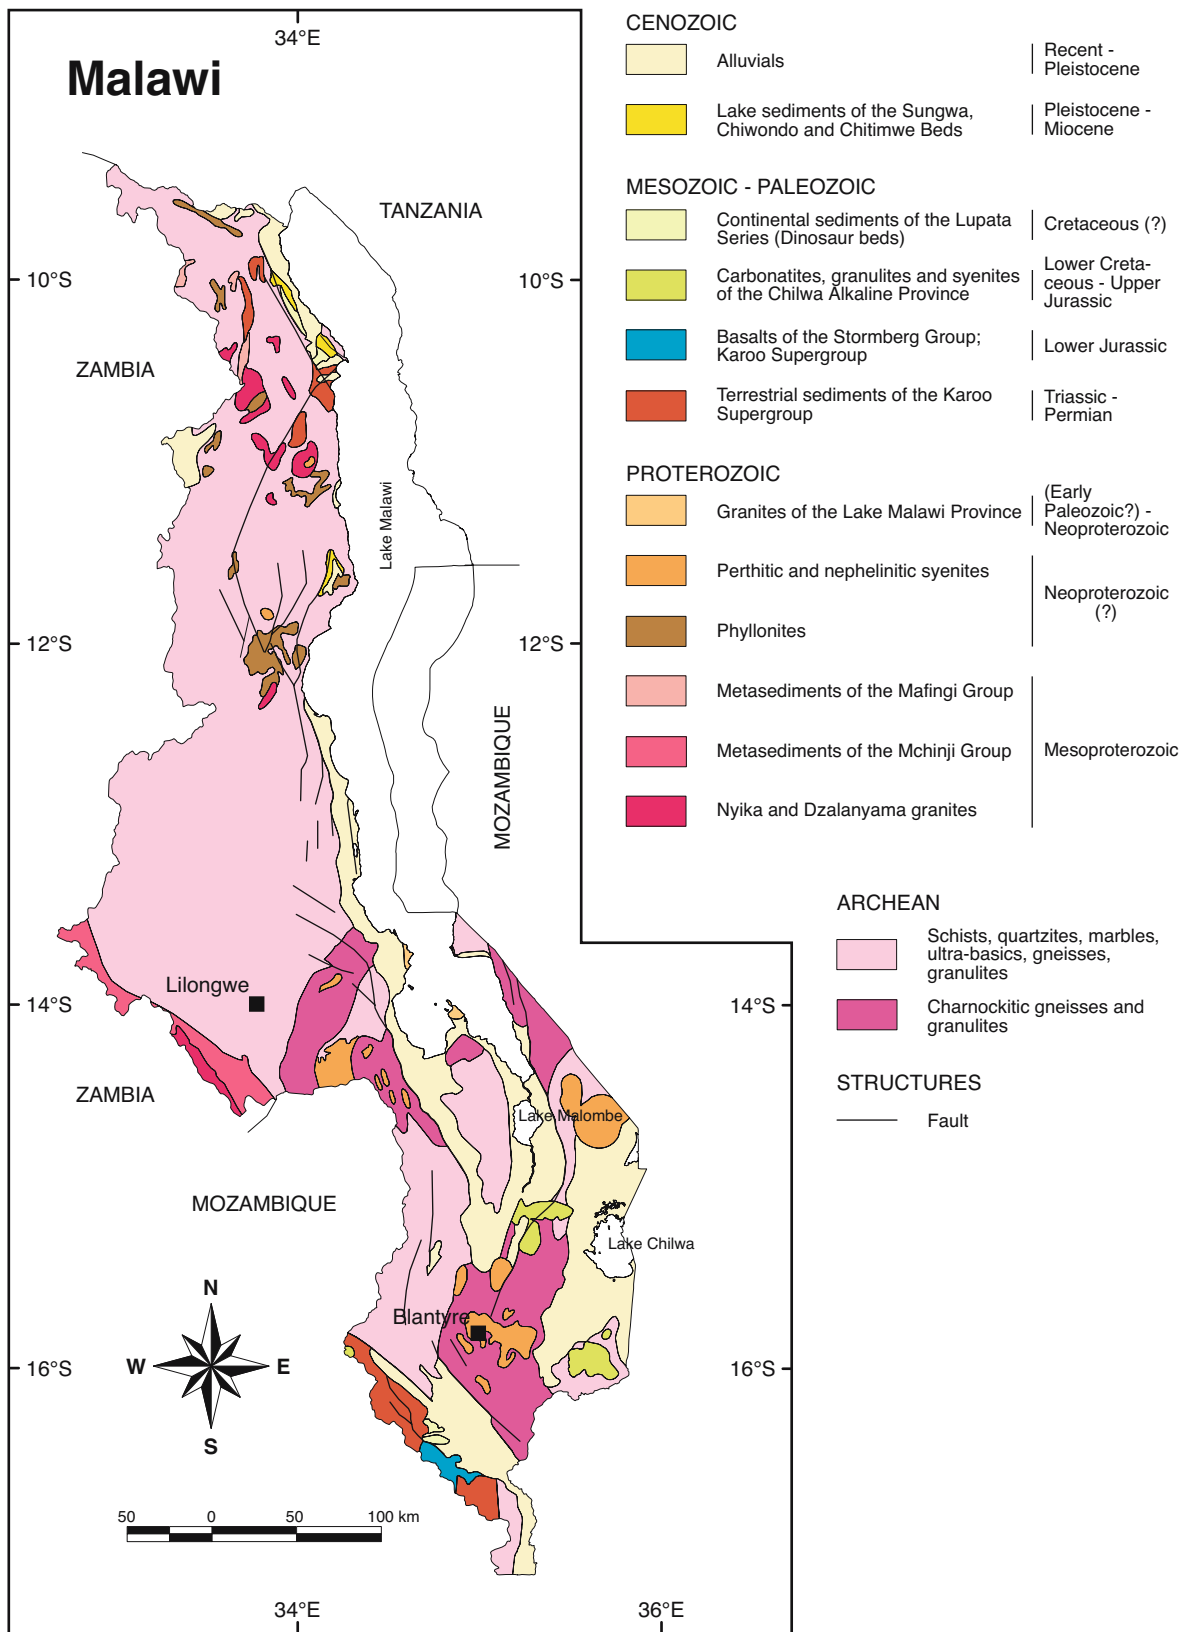 Malawi
34°E
TANZANIA
10°S
10°S
ZAMBIA
Lake Malawi
12°S
12°S
MOZAMBIQUE
Lilongwe
14°S
14°S
ZAMBIA
Lake Malombe
MOZAMBIQUE
Lake Chilwa
Blantyre
N
W
E
S
16°S
16°S
50
0
50
100 km
34°E
36°E
CENOZOIC
Alluvials
Recent -
Pleistocene
Lake sediments of the Sungwa,
Chiwondo and Chitimwe Beds
Pleistocene -
Miocene
MESOZOIC - PALEOZOIC
Continental sediments of the Lupata
Series (Dinosaur beds)
Cretaceous (?)
Carbonatites, granulites and syenites
of the Chilwa Alkaline Province
Lower Creta-
ceous - Upper
Jurassic
Basalts of the Stormberg Group;
Karoo Supergroup
Lower Jurassic
Terrestrial sediments of the Karoo
Supergroup
Triassic -
Permian
PROTEROZOIC
Granites of the Lake Malawi Province
(Early
Paleozoic?) -
Neoproterozoic
Perthitic and nephelinitic syenites
Phyllonites
Neoproterozoic
(?)
Metasediments of the Mafingi Group
Metasediments of the Mchinji Group
Nyika and Dzalanyama granites
Mesoproterozoic
ARCHEAN
Schists, quartzites, marbles,
ultra-basics, gneisses,
granulites
Charnockitic gneisses and
granulites
STRUCTURES
Fault